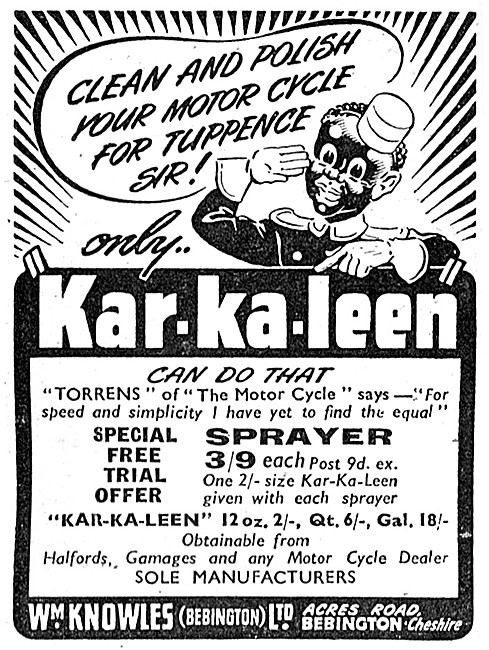 CLEAN AND POLISH
YOUR MOTOR CYCLE
FOR TUPPENCE
SIR!
only..
Kar-ka-leen
CAN DO THAT
"TORRENS" of "The Motor Cycle" says — "For
speed and simplicity I have yet to find the equal"
SPECIAL FREE TRIAL OFFER
SPRAYER
3/9 each Post 9d. ex.
One 2/- size Kar-Ka-Leen
given with each sprayer
"KAR-KA-LEEN" 12 oz. 2/-, Qt. 6/-, Gal. 18/-
Obtainable from
Halfords, Gamages and any Motor Cycle Dealer
SOLE MANUFACTURERS
WM. KNOWLES (BEBINGTON) LTD. ACRES ROAD,
BEBINGTON·Cheshire